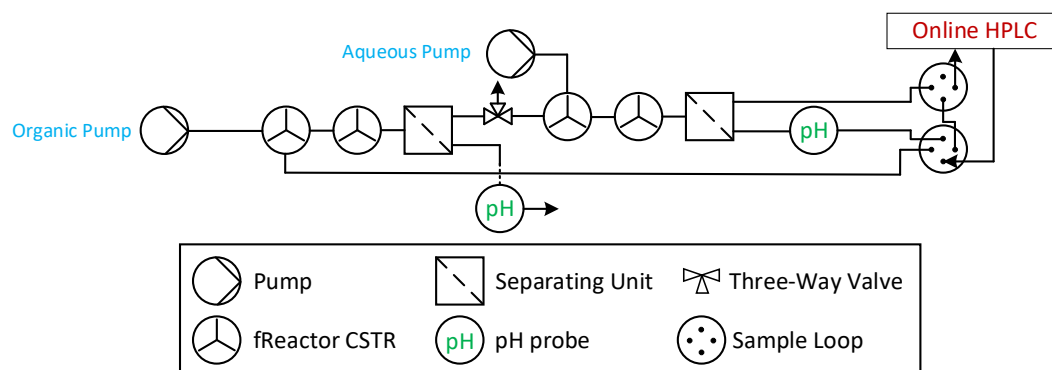 Online HPLC
Aqueous Pump
Organic Pump
pH
pH
Pump
Separating Unit
Three-Way Valve
fReactor CSTR
pH
pH probe
Sample Loop